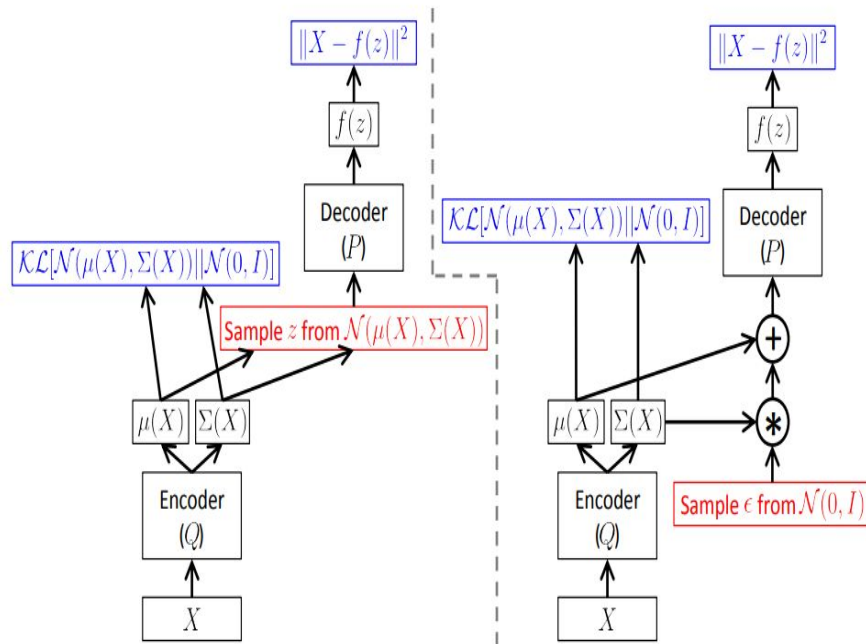 ‖X − f(z)‖²
f(z)
Decoder
(P)
𝒦ℒ[𝒩(μ(X), Σ(X))||𝒩(0, I)]
Sample z from 𝒩(μ(X), Σ(X))
μ(X)
Σ(X)
Encoder
(Q)
X
‖X − f(z)‖²
f(z)
Decoder
(P)
𝒦ℒ[𝒩(μ(X), Σ(X))||𝒩(0, I)]
+
μ(X)
Σ(X)
*
Encoder
(Q)
Sample ϵ from 𝒩(0, I)
X